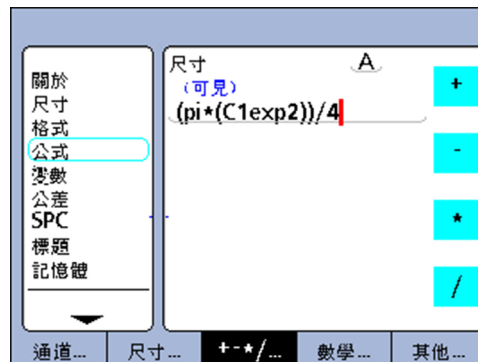 關於
尺寸
格式
公式
變數
公差
SPC
標題
記憶體
尺寸
A
(可見)
(pi*(C1exp2))/4
+
-
*
/
通道...
尺寸...
+-*/...
數學...
其他...